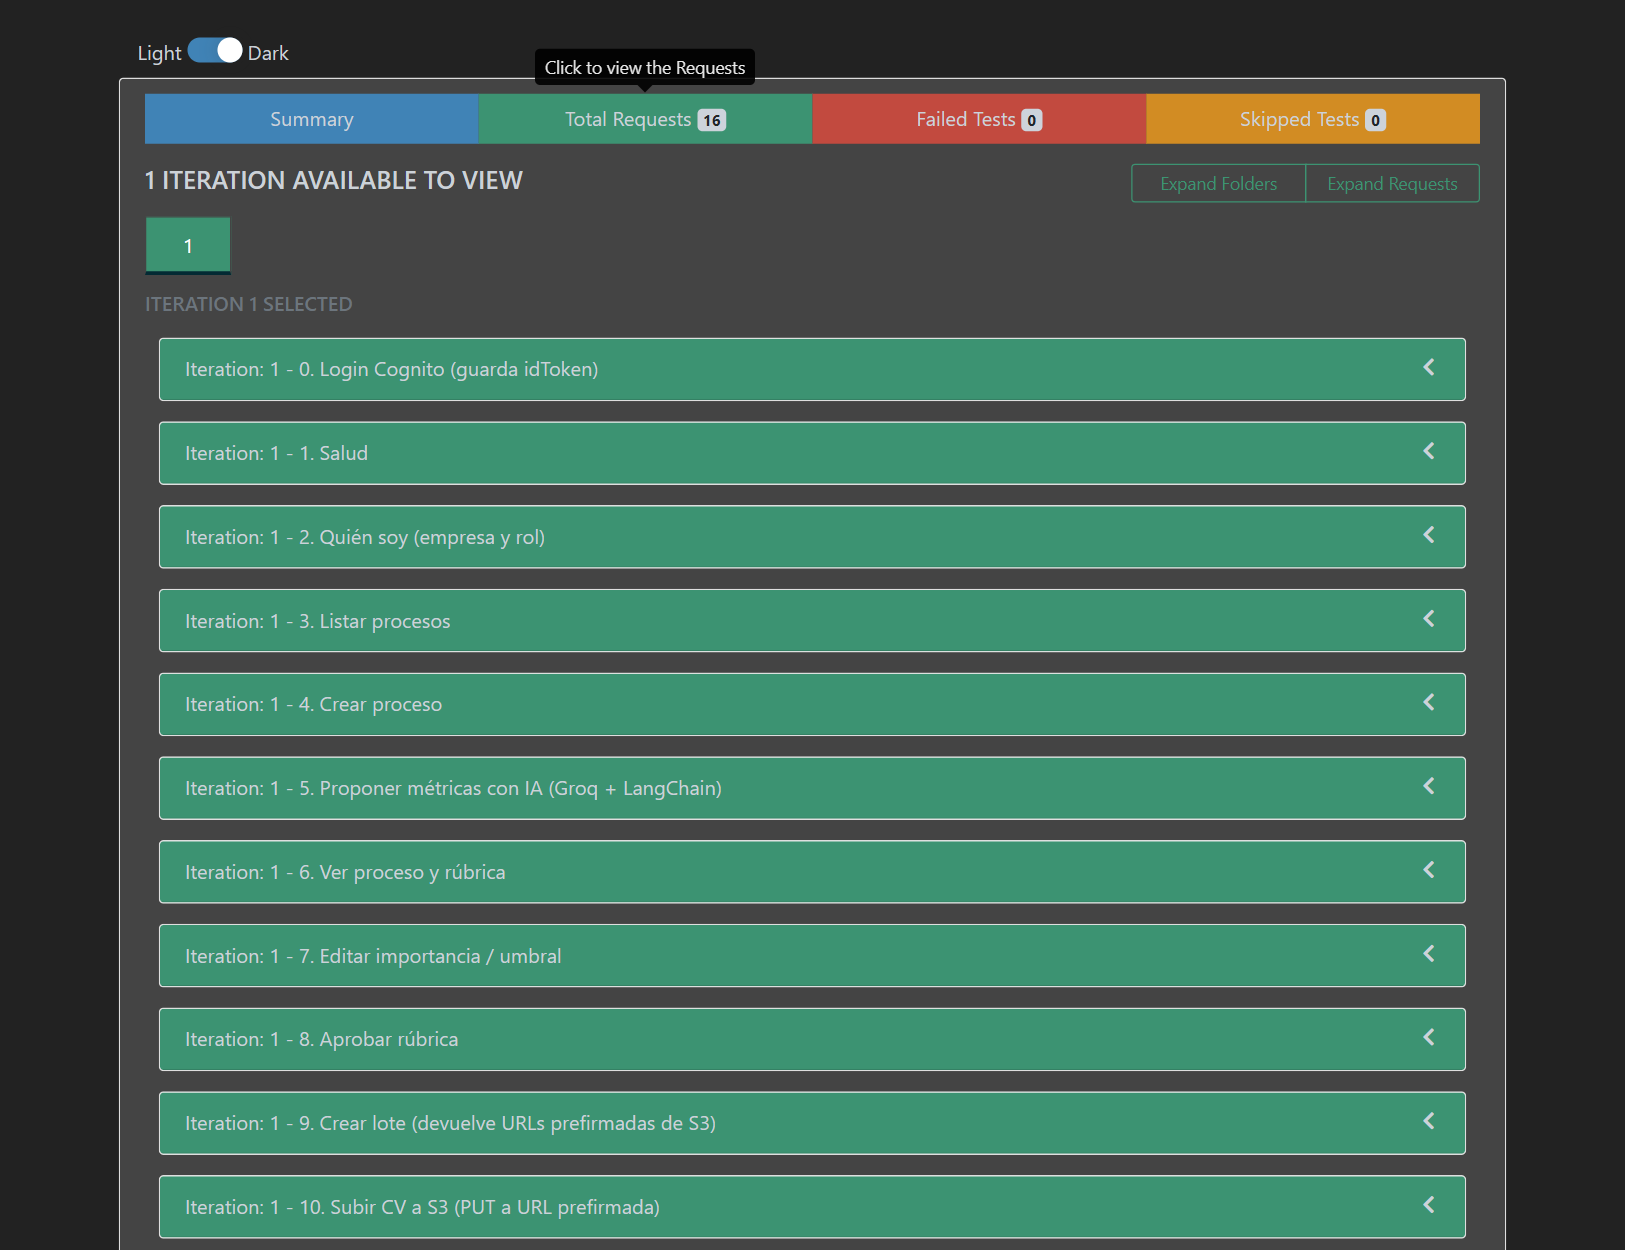 Light Dark
Click to view the Requests
Summary
Total Requests 16
Failed Tests 0
Skipped Tests 0
1 ITERATION AVAILABLE TO VIEW
Expand Folders
Expand Requests
1
ITERATION 1 SELECTED
Iteration: 1 - 0. Login Cognito (guarda idToken)
Iteration: 1 - 1. Salud
Iteration: 1 - 2. Quién soy (empresa y rol)
Iteration: 1 - 3. Listar procesos
Iteration: 1 - 4. Crear proceso
Iteration: 1 - 5. Proponer métricas con IA (Groq + LangChain)
Iteration: 1 - 6. Ver proceso y rúbrica
Iteration: 1 - 7. Editar importancia / umbral
Iteration: 1 - 8. Aprobar rúbrica
Iteration: 1 - 9. Crear lote (devuelve URLs prefirmadas de S3)
Iteration: 1 - 10. Subir CV a S3 (PUT a URL prefirmada)